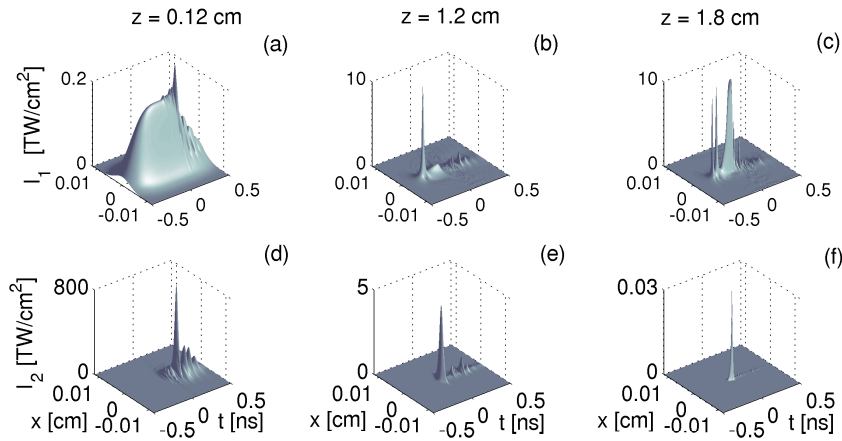 z = 0.12 cm
z = 1.2 cm
z = 1.8 cm
(a)
(b)
(c)
I1 [TW/cm2]
0.2
0
0.01
0
-0.01
-0.5
0
0.5
10
0
0.01
0
-0.01
-0.5
0
0.5
10
0
0.01
0
-0.01
-0.5
0
0.5
(d)
(e)
(f)
I2 [TW/cm2]
800
0
0.01
0
-0.01
x [cm]
-0.5
0
0.5
t [ns]
5
0
0.01
0
-0.01
x [cm]
-0.5
0
0.5
t [ns]
0.03
0
0.01
0
-0.01
x [cm]
-0.5
0
0.5
t [ns]